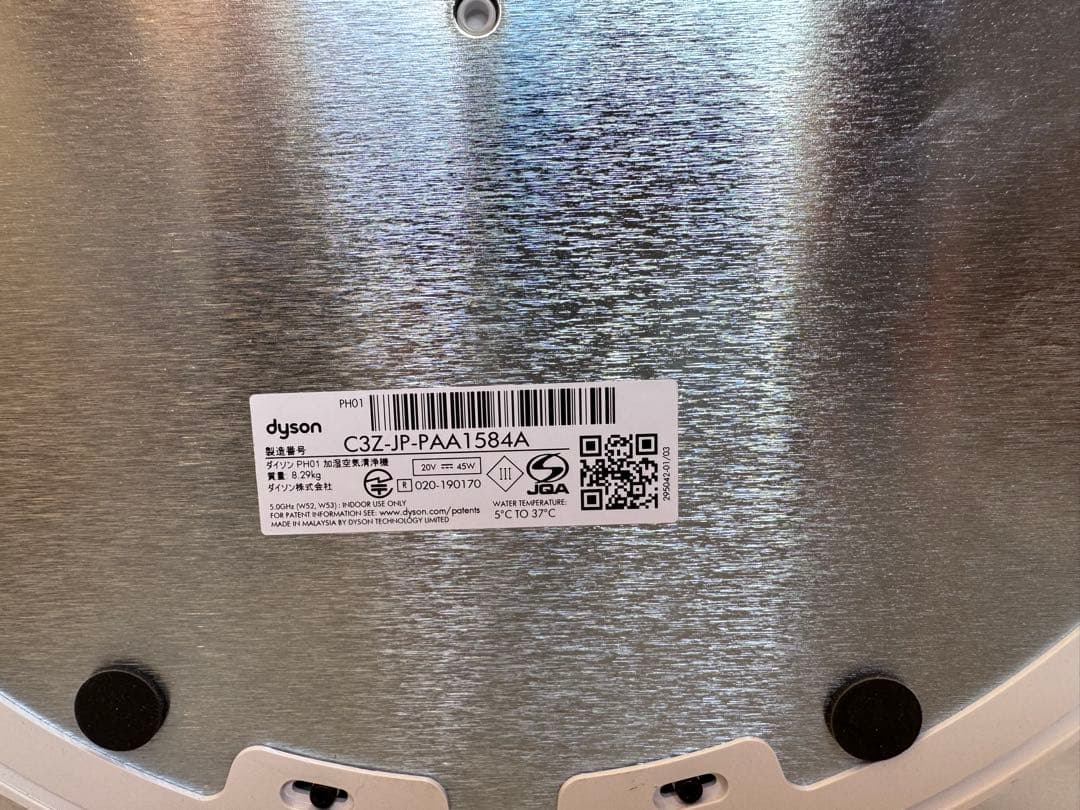 PH01
dyson
製造番号
C3Z-JP-PAA1584A
ダイソン PH01 加湿空気清浄機
質量 8.29kg
ダイソン株式会社
20V ⎓ 45W
R 020-190170
III
JQA
5.0GHz (W52, W53) : INDOOR USE ONLY
FOR PATENT INFORMATION SEE: www.dyson.com/patents
MADE IN MALAYSIA BY DYSON TECHNOLOGY LIMITED
WATER TEMPERATURE:
5°C TO 37°C
295042-01/03